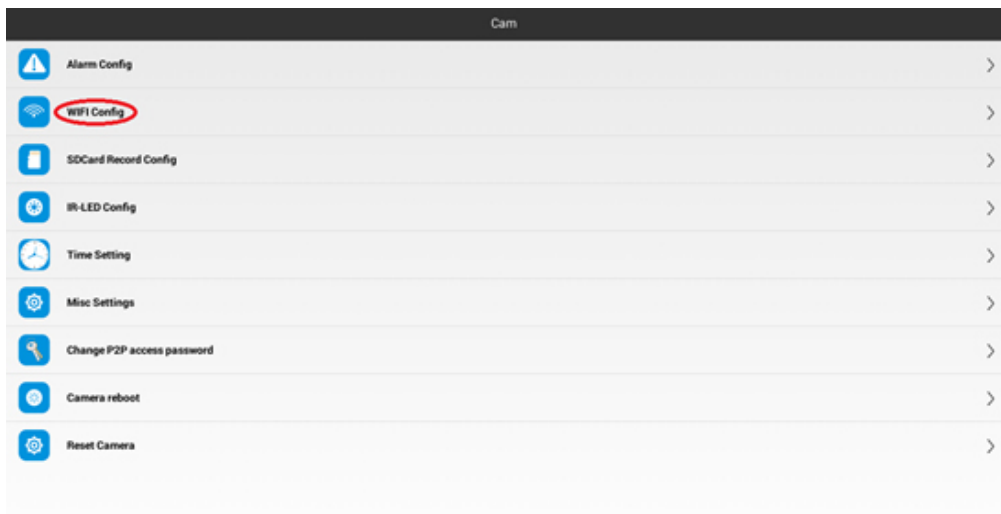 Cam
Alarm Config
WIFI Config
SDCard Record Config
IR-LED Config
Time Setting
Misc Settings
Change P2P access password
Camera reboot
Reset Camera